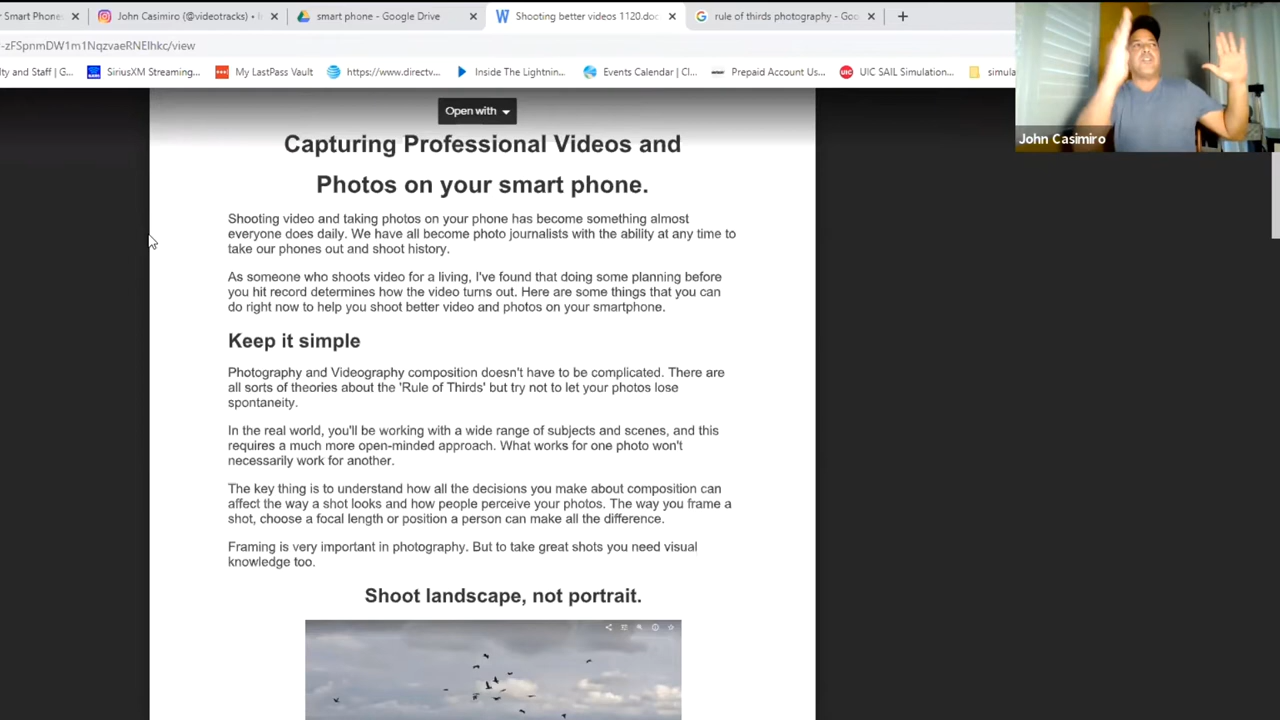 r Smart Phones
John Casimiro (@videotracks) •
smart phone - Google Drive
Shooting better videos 1120.doc
rule of thirds photography - Goo
-zFSpnmDW1m1NqzvaeRNEIhkc/view
lty and Staff | G...
SiriusXM Streaming...
My LastPass Vault
https://www.directv...
Inside The Lightnin...
Events Calendar | Cl...
Prepaid Account Us...
UIC SAIL Simulation...
simula
John Casimiro
Open with
Capturing Professional Videos and
Photos on your smart phone.
Shooting video and taking photos on your phone has become something almost
everyone does daily. We have all become photo journalists with the ability at any time to
take our phones out and shoot history.
As someone who shoots video for a living, I've found that doing some planning before
you hit record determines how the video turns out. Here are some things that you can
do right now to help you shoot better video and photos on your smartphone.
Keep it simple
Photography and Videography composition doesn't have to be complicated. There are
all sorts of theories about the 'Rule of Thirds' but try not to let your photos lose
spontaneity.
In the real world, you'll be working with a wide range of subjects and scenes, and this
requires a much more open-minded approach. What works for one photo won't
necessarily work for another.
The key thing is to understand how all the decisions you make about composition can
affect the way a shot looks and how people perceive your photos. The way you frame a
shot, choose a focal length or position a person can make all the difference.
Framing is very important in photography. But to take great shots you need visual
knowledge too.
Shoot landscape, not portrait.